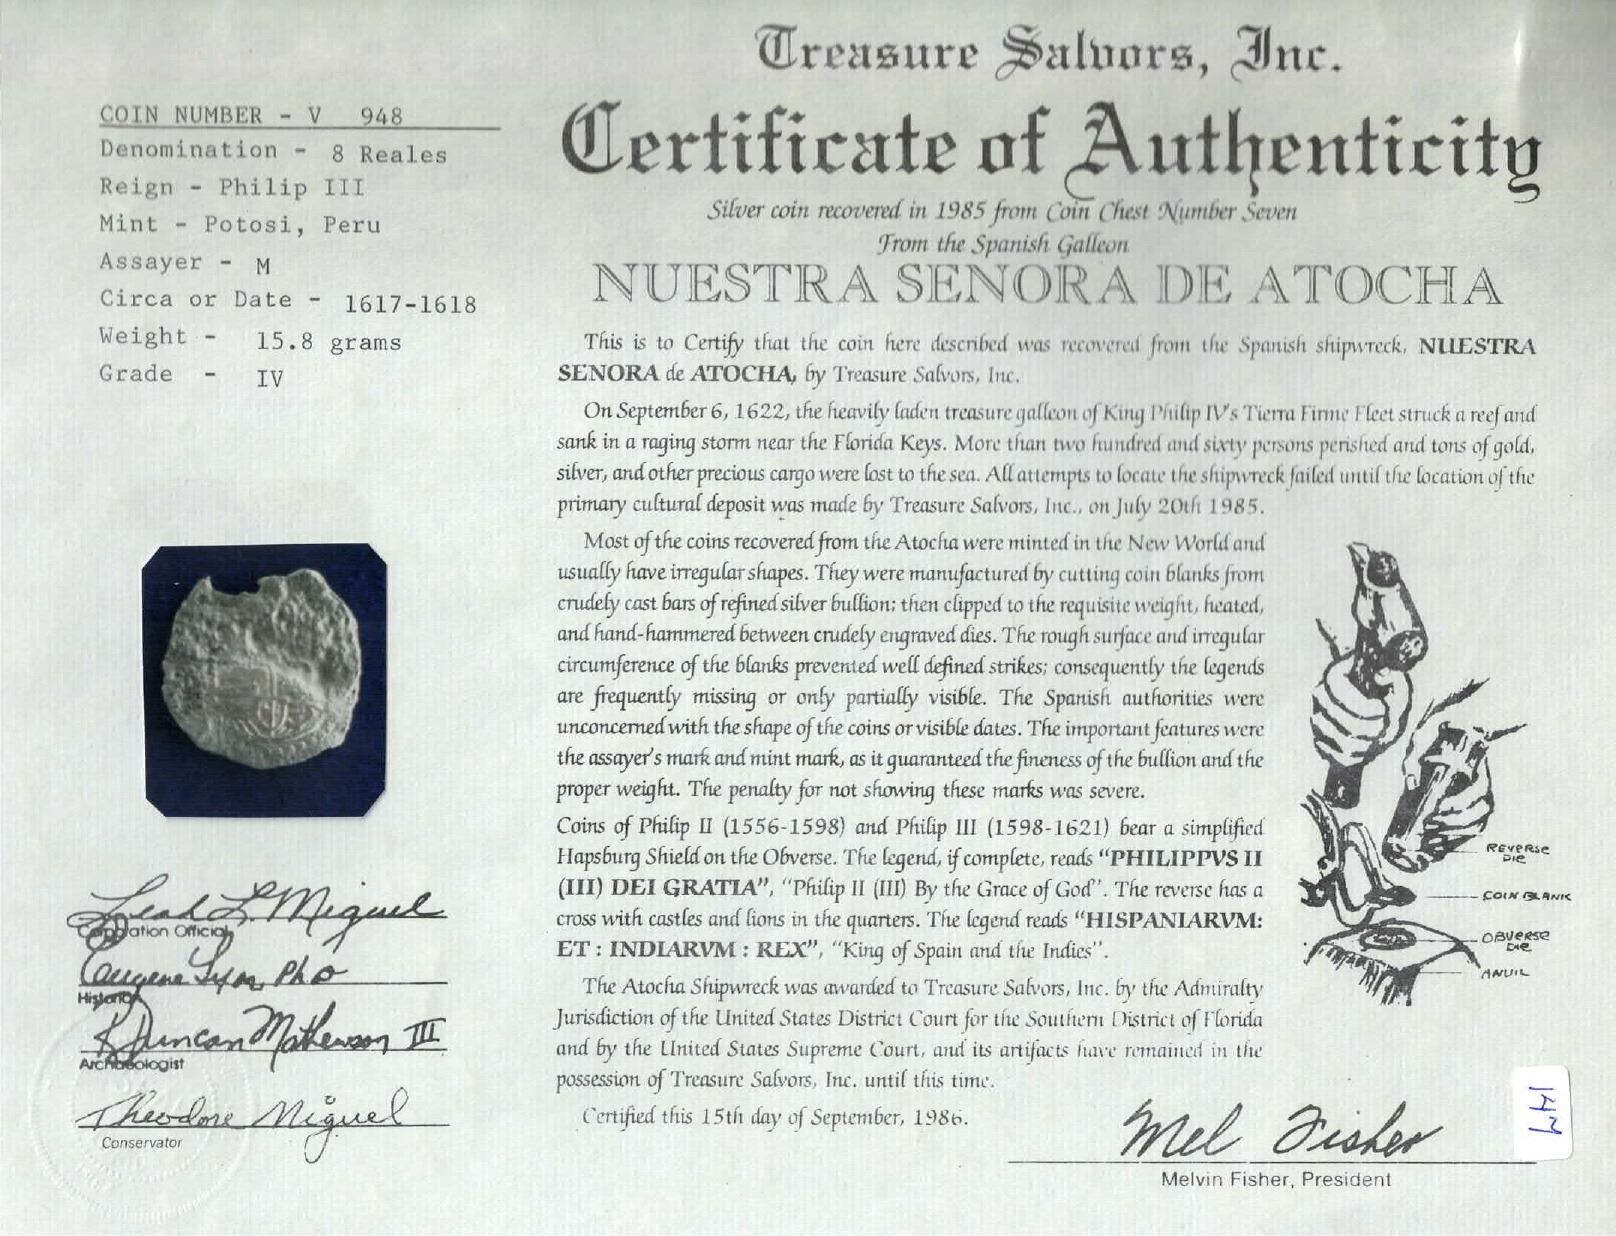 Treasure Salvors, Inc.
Certificate of Authenticity
Silver coin recovered in 1985 from Coin Chest Number Seven
From the Spanish Galleon
NUESTRA SENORA DE ATOCHA
COIN NUMBER - V 948
Denomination - 8 Reales
Reign - Philip III
Mint - Potosi, Peru
Assayer - M
Circa or Date - 1617-1618
Weight - 15.8 grams
Grade - IV
This is to Certify that the coin here described was recovered from the Spanish shipwreck, NUESTRA
SENORA de ATOCHA, by Treasure Salvors, Inc.
On September 6, 1622, the heavily laden treasure galleon of King Philip IV's Tierra Firme Fleet struck a reef and
sank in a raging storm near the Florida Keys. More than two hundred and sixty persons perished and tons of gold,
silver, and other precious cargo were lost to the sea. All attempts to locate the shipwreck failed until the location of the
primary cultural deposit was made by Treasure Salvors, Inc., on July 20th 1985.
Most of the coins recovered from the Atocha were minted in the New World and
usually have irregular shapes. They were manufactured by cutting coin blanks from
crudely cast bars of refined silver bullion; then clipped to the requisite weight, heated,
and hand-hammered between crudely engraved dies. The rough surface and irregular
circumference of the blanks prevented well defined strikes; consequently the legends
are frequently missing or only partially visible. The Spanish authorities were
unconcerned with the shape of the coins or visible dates. The important features were
the assayer's mark and mint mark, as it guaranteed the fineness of the bullion and the
proper weight. The penalty for not showing these marks was severe.
Coins of Philip II (1556-1598) and Philip III (1598-1621) bear a simplified
Hapsburg Shield on the Obverse. The legend, if complete, reads "PHILIPPVS II
(III) DEI GRATIA", "Philip II (III) By the Grace of God". The reverse has a
cross with castles and lions in the quarters. The legend reads "HISPANIARVM:
ET : INDIARVM : REX", "King of Spain and the Indies".
The Atocha Shipwreck was awarded to Treasure Salvors, Inc. by the Admiralty
Jurisdiction of the United States District Court for the Southern District of Florida
and by the United States Supreme Court, and its artifacts have remained in the
possession of Treasure Salvors, Inc. until this time.
Certified this 15th day of September, 1986.
REVERSE
DIE
COIN BLANK
OBVERSE
DIE
ANVIL
Leah L. Miguel
Official
Eugene Lyon, PhD
Historian
R. Duncan Mathewson III
Archaeologist
Theodore Miguel
Conservator
Mel Fisher
Melvin Fisher, President